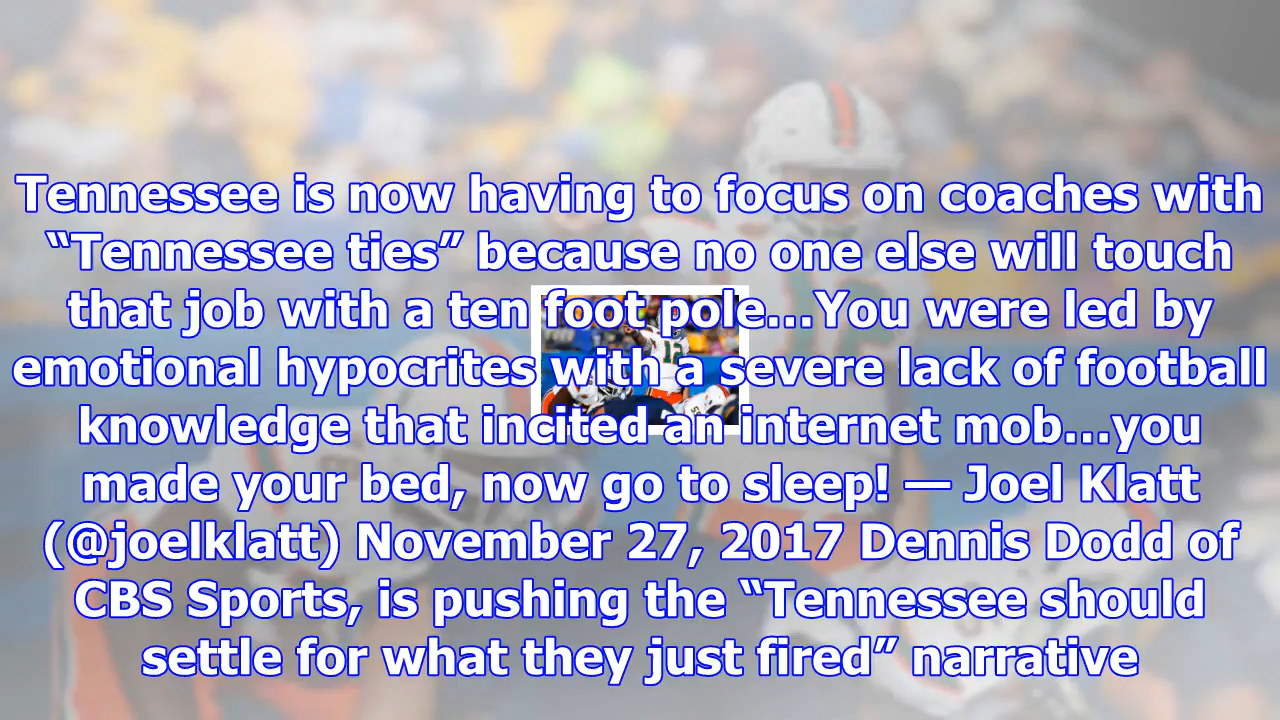 Tennessee is now having to focus on coaches with
“Tennessee ties” because no one else will touch
that job with a ten foot pole...You were led by
emotional hypocrites with a severe lack of football
knowledge that incited an internet mob...you
made your bed, now go to sleep! — Joel Klatt
(@joelklatt) November 27, 2017 Dennis Dodd of
CBS Sports, is pushing the “Tennessee should
settle for what they just fired” narrative